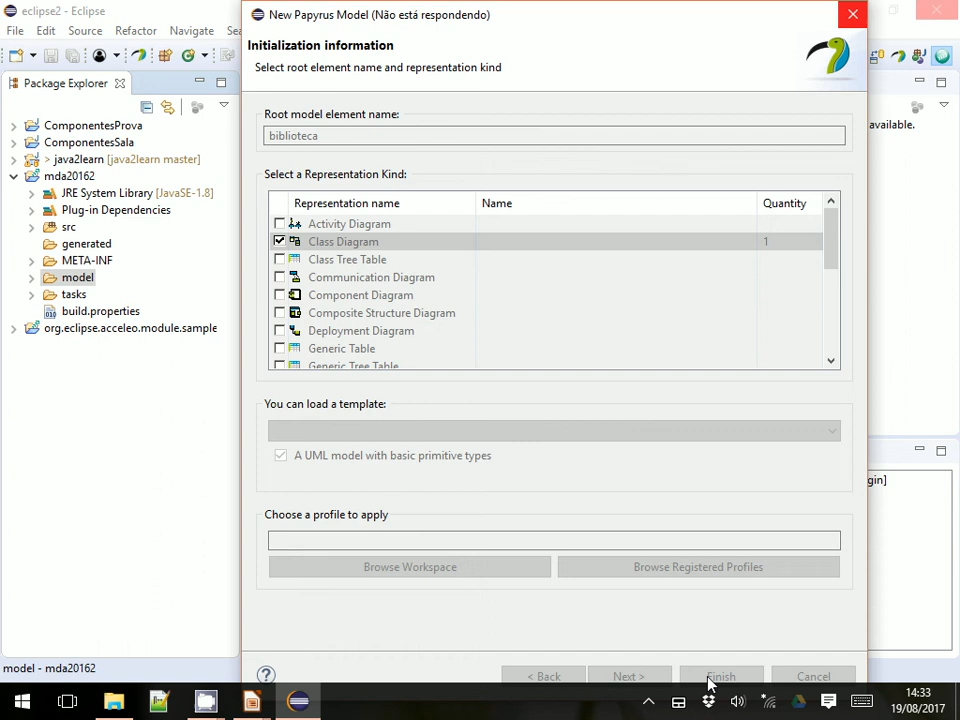 eclipse2 - Eclipse
File Edit Source Refactor Navigate Sea
Package Explorer
ComponentesProva
ComponentesSala
> java2learn [java2learn master]
mda20162
JRE System Library [JavaSE-1.8]
Plug-in Dependencies
src
generated
META-INF
model
tasks
build.properties
org.eclipse.acceleo.module.sample
model - mda20162
New Papyrus Model (Não está respondendo)
Initialization information
Select root element name and representation kind
Root model element name:
biblioteca
Select a Representation Kind:
Representation name Name Quantity
Activity Diagram
Class Diagram 1
Class Tree Table
Communication Diagram
Component Diagram
Composite Structure Diagram
Deployment Diagram
Generic Table
Generic Tree Table
You can load a template:
A UML model with basic primitive types
Choose a profile to apply
Browse Workspace Browse Registered Profiles
< Back Next > Finish Cancel
available.
gin]
14:33
19/08/2017